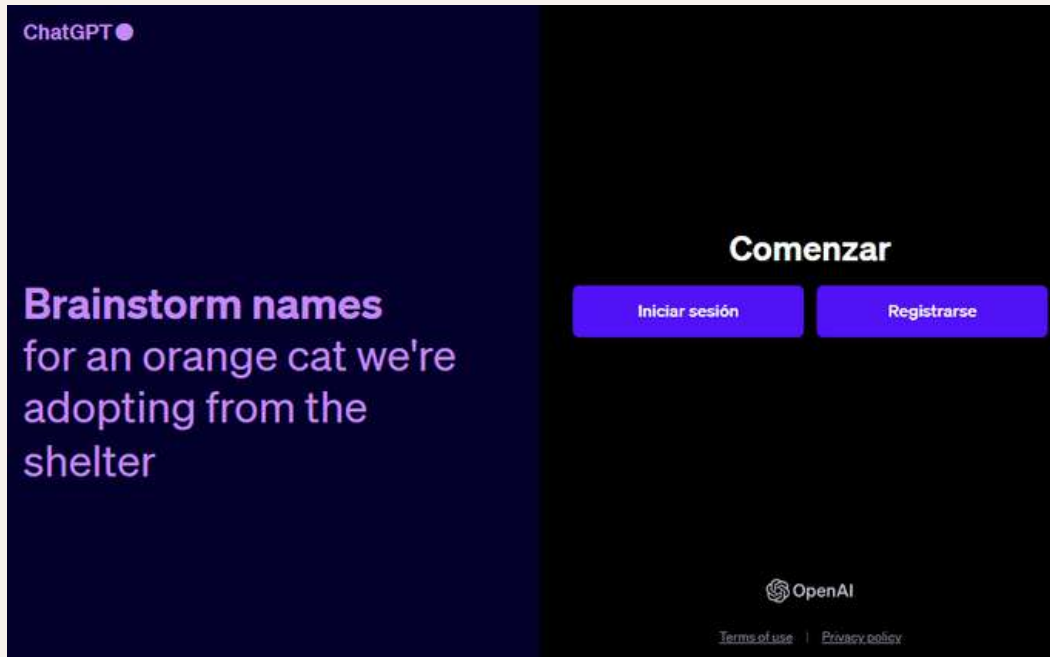 ChatGPT
Brainstorm names
for an orange cat we're
adopting from the
shelter
Comenzar
Iniciar sesión
Registrarse
OpenAI
Terms of use | Privacy policy